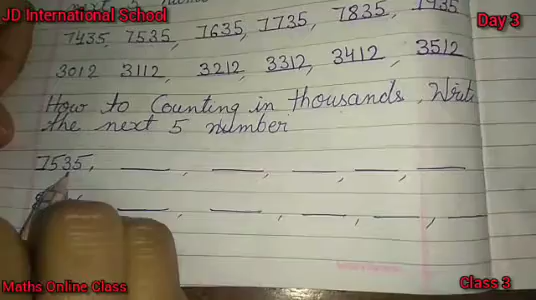 JD International School
Day 3
7435, 7535, 7635, 7735, 7835, 7935
3012 3112, 3212, 3312, 3412, 3512
How to Counting in thousands, Write
the next 5 number
7535,
Maths Online Class
Class 3